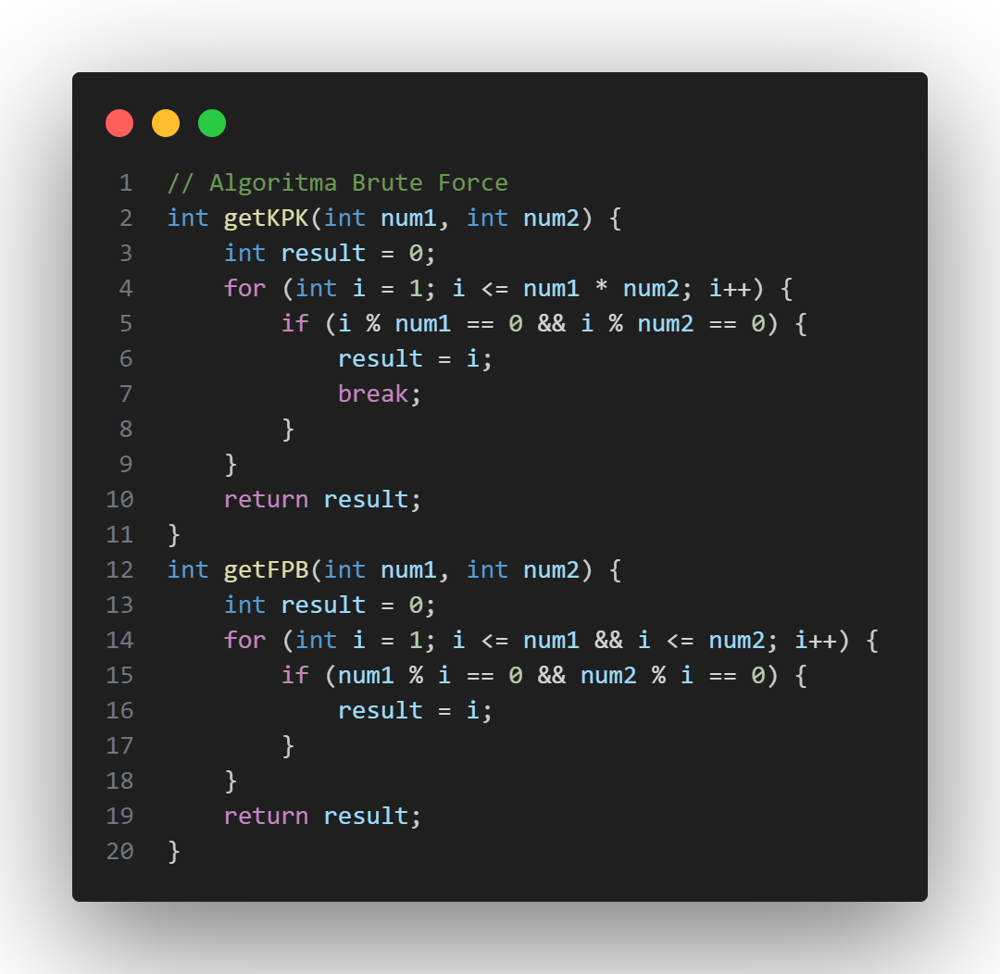 1 // Algoritma Brute Force
2 int getKPK(int num1, int num2) {
3     int result = 0;
4     for (int i = 1; i <= num1 * num2; i++) {
5         if (i % num1 == 0 && i % num2 == 0) {
6             result = i;
7             break;
8         }
9     }
10     return result;
11 }
12 int getFPB(int num1, int num2) {
13     int result = 0;
14     for (int i = 1; i <= num1 && i <= num2; i++) {
15         if (num1 % i == 0 && num2 % i == 0) {
16             result = i;
17         }
18     }
19     return result;
20 }